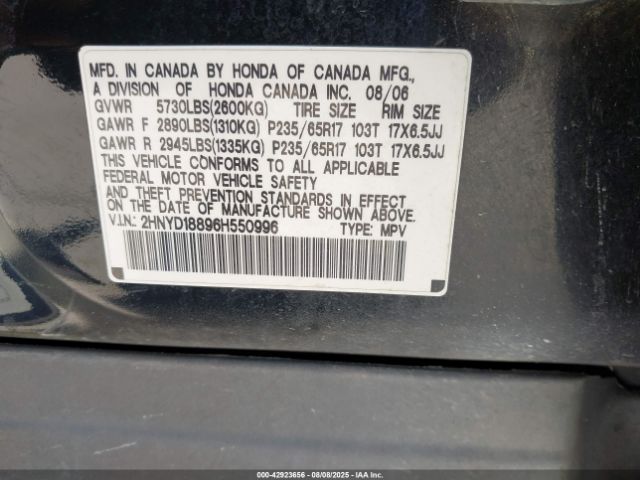 MFD. IN CANADA BY HONDA OF CANADA MFG.,
A DIVISION OF HONDA CANADA INC. 08/06
GVWR 5730LBS(2600KG) TIRE SIZE RIM SIZE
GAWR F 2890LBS(1310KG) P235/65R17 103T 17X6.5JJ
GAWR R 2945LBS(1335KG) P235/65R17 103T 17X6.5JJ
THIS VEHICLE CONFORMS TO ALL APPLICABLE
FEDERAL MOTOR VEHICLE SAFETY
AND THEFT PREVENTION STANDARDS IN EFFECT
ON THE DATE OF MANUFACTURE SHOWN ABOVE.
V.I.N.: 2HNYD18896H550996 TYPE: MPV
000-42923656 - 08/08/2025 - IAAI.com